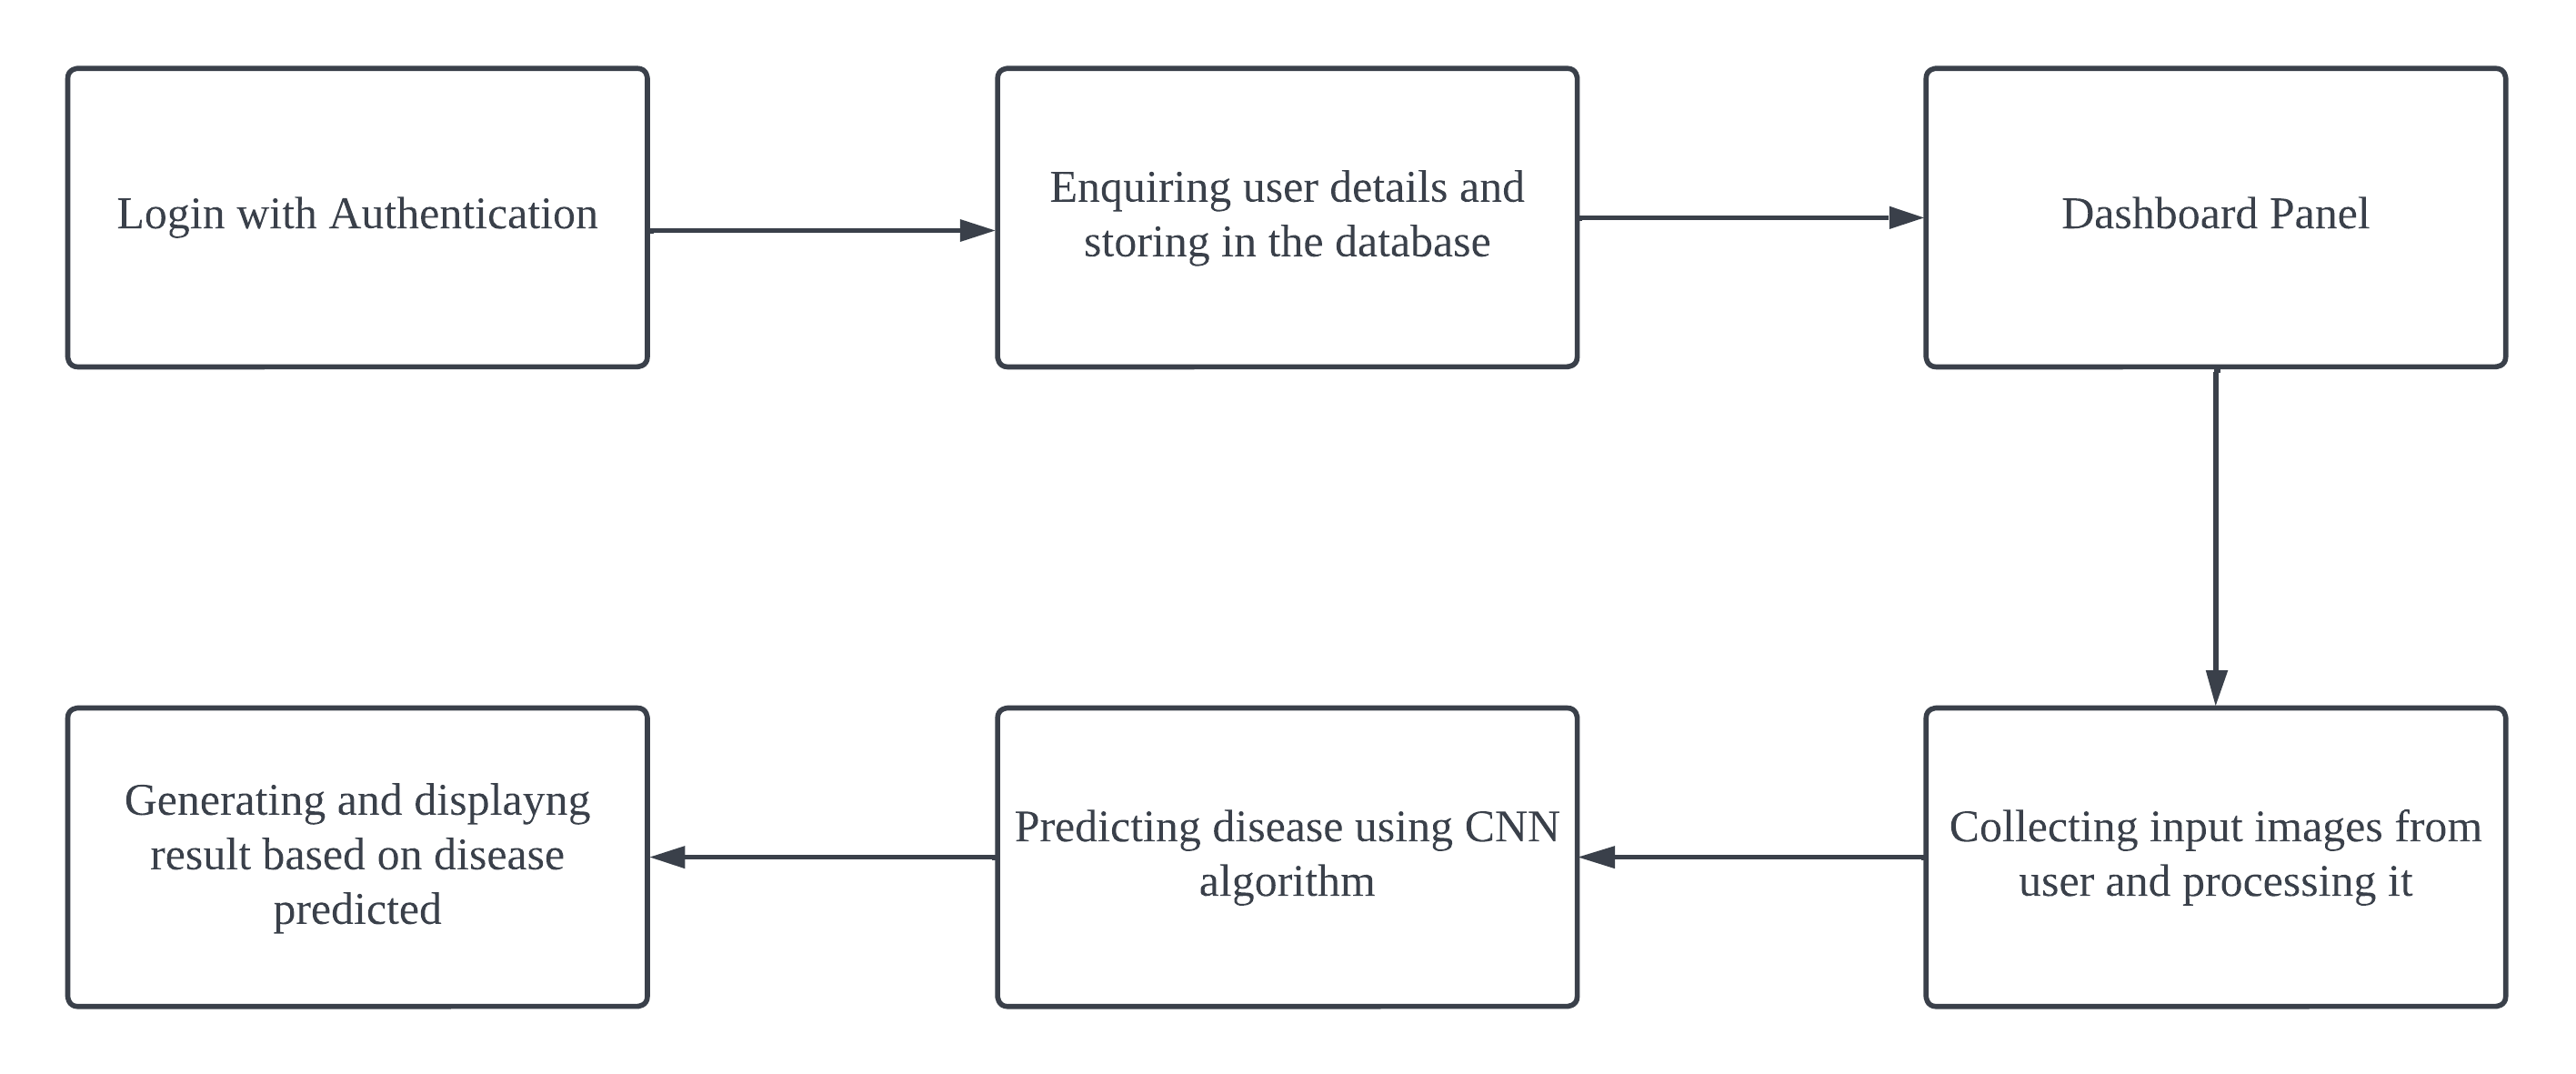 Login with Authentication
Enquiring user details and
storing in the database
Dashboard Panel
Collecting input images from
user and processing it
Predicting disease using CNN
algorithm
Generating and displayng
result based on disease
predicted